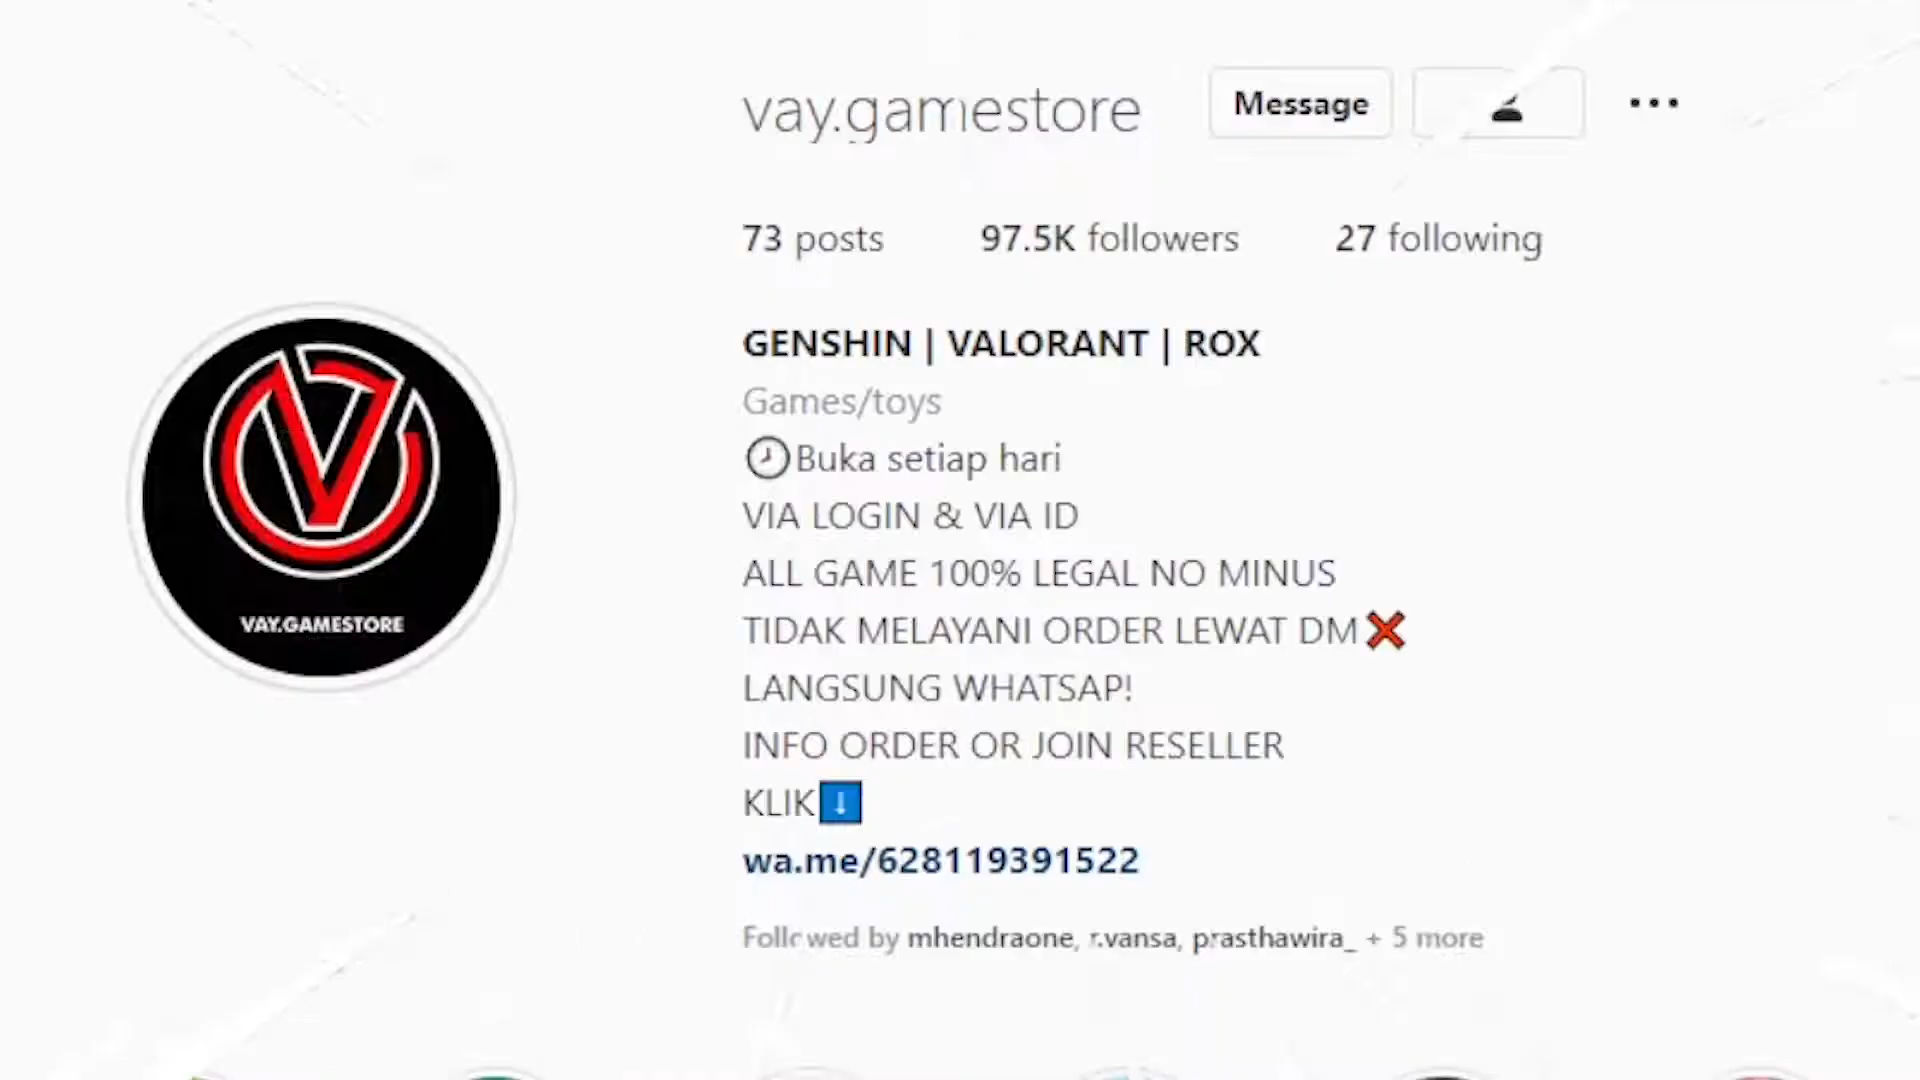 vay.gamestore Message
73 posts 97.5K followers 27 following
GENSHIN | VALORANT | ROX
Games/toys
Buka setiap hari
VIA LOGIN & VIA ID
ALL GAME 100% LEGAL NO MINUS
TIDAK MELAYANI ORDER LEWAT DM❌
LANGSUNG WHATSAP!
INFO ORDER OR JOIN RESELLER
KLIK⬇️
wa.me/628119391522
Followed by mhendraone, r.vansa, prasthawira_ + 5 more
VAY.GAMESTORE